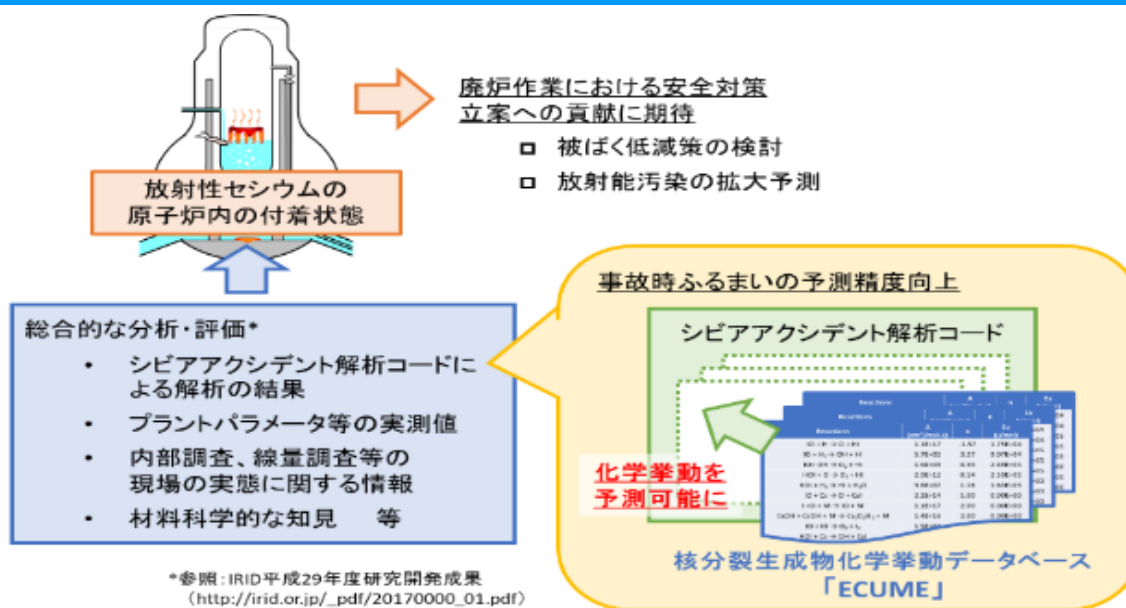 廃炉作業における安全対策
立案への貢献に期待
被ばく低減策の検討
放射能汚染の拡大予測
放射性セシウムの
原子炉内の付着状態
総合的な分析・評価*
• シビアアクシデント解析コードに
よる解析の結果
• プラントパラメータ等の実測値
• 内部調査、線量調査等の
現場の実態に関する情報
• 材料科学的な知見 等
*参照:IRID平成29年度研究開発成果
(http://irid.or.jp/_pdf/20170000_01.pdf)
事故時ふるまいの予測精度向上
シビアアクシデント解析コード
化学挙動を
予測可能に
Reactions
Reactions
Reactions
核分裂生成物化学挙動データベース
「ECUME」